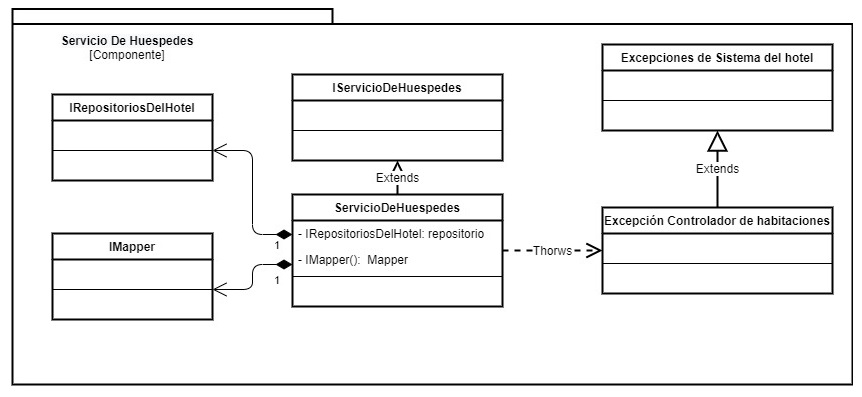 Servicio De Huespedes
[Componente]
IRepositoriosDelHotel
IServicioDeHuespedes
Excepciones de Sistema del hotel
Extends
Extends
ServicioDeHuespedes
- IRepositoriosDelHotel: repositorio
- IMapper(): Mapper
1
1
IMapper
Thorws
Excepción Controlador de habitaciones